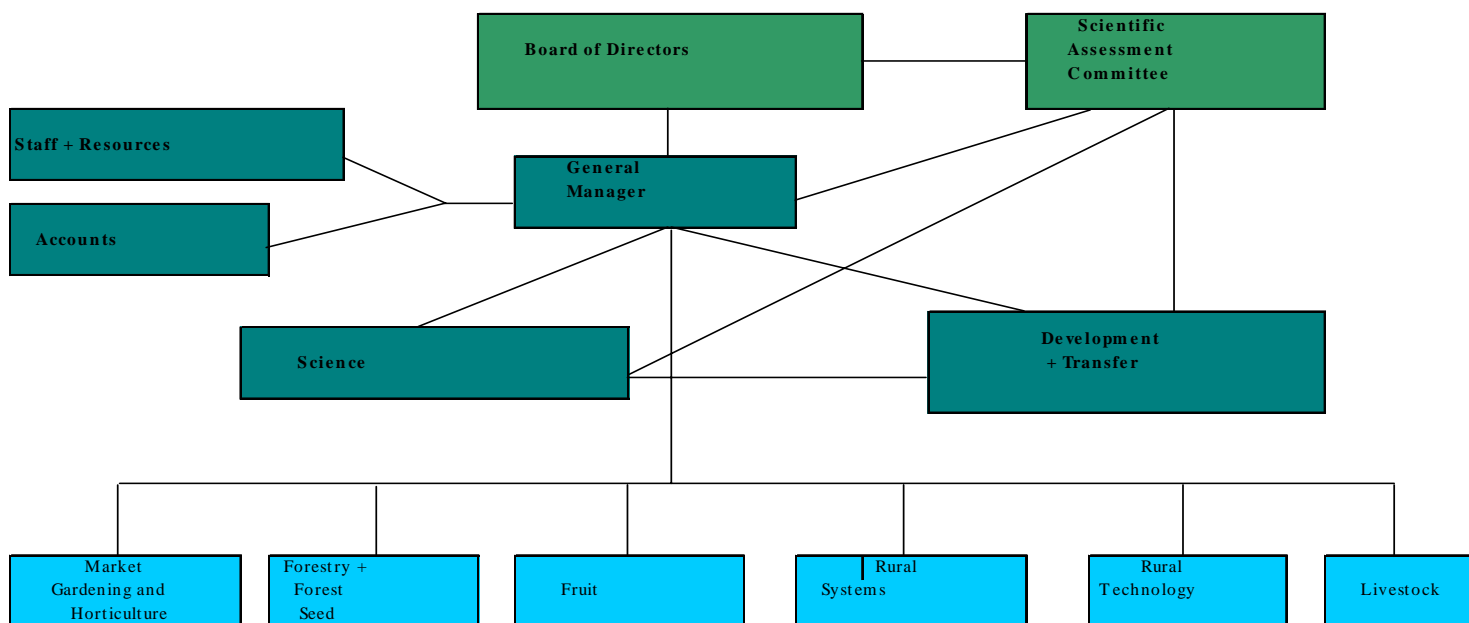 Board of Directors
Scientific
Assessment
Committee
Staff + Resources
General
Manager
Accounts
Science
Development
+ Transfer
Market
Gardening and
Horticulture
Forestry +
Forest
Seed
Fruit
Rural
Systems
Rural
Technology
Livestock